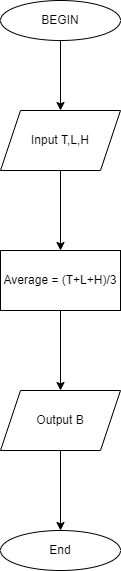 BEGIN
Input T,L,H
Average = (T+L+H)/3
Output B
End